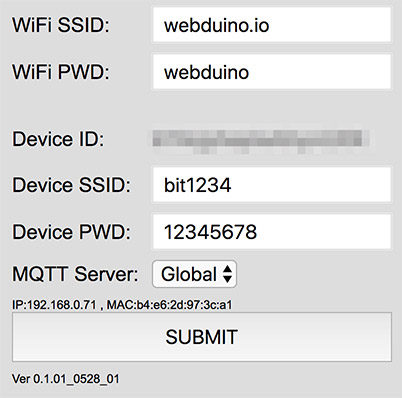 WiFi SSID: webduino.io
WiFi PWD: webduino
Device ID:
Device SSID: bit1234
Device PWD: 12345678
MQTT Server: Global
IP:192.168.0.71 , MAC:b4:e6:2d:97:3c:a1
SUBMIT
Ver 0.1.01_0528_01